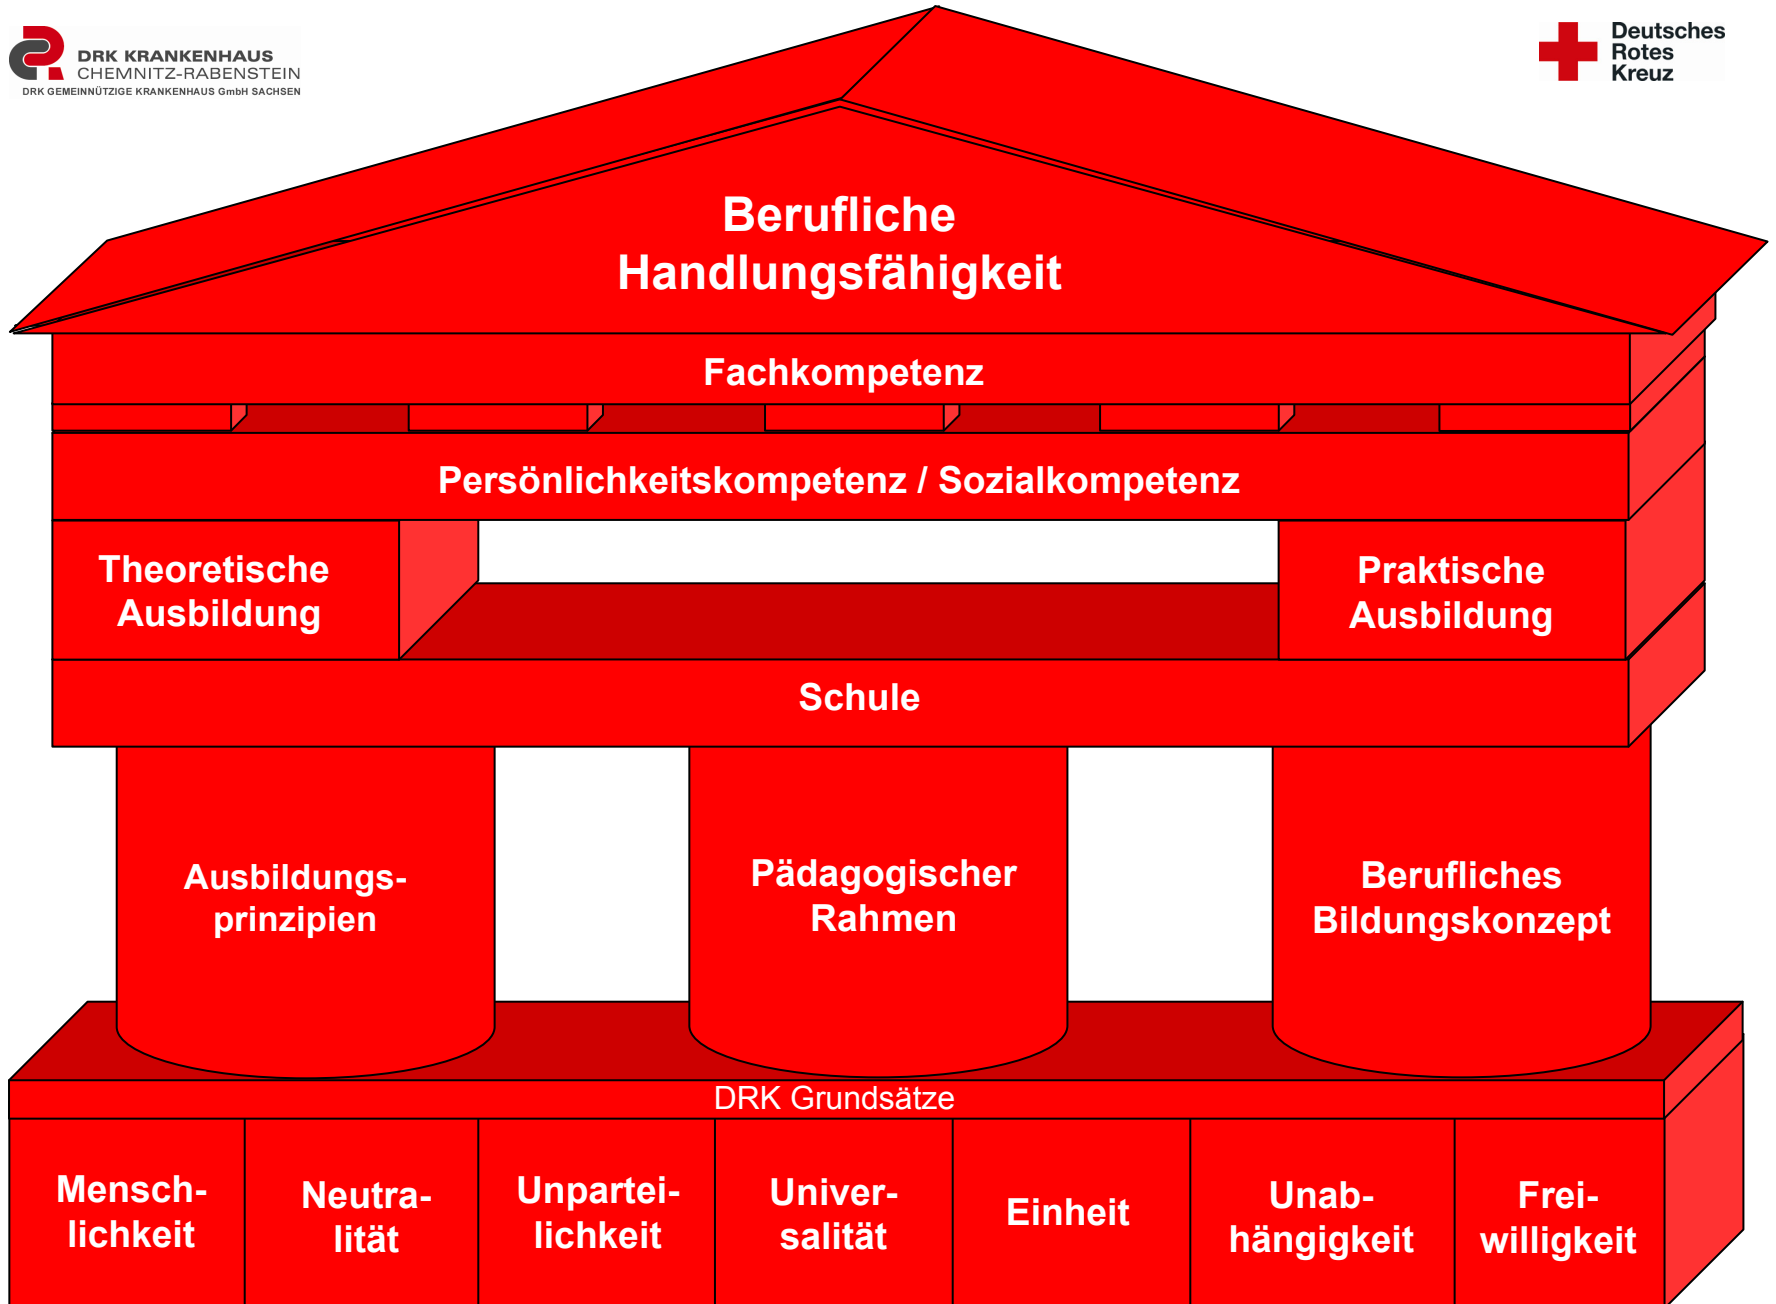 DRK KRANKENHAUS
CHEMNITZ-RABENSTEIN
DRK GEMEINNÜTZIGE KRANKENHAUS GmbH SACHSEN
Deutsches
Rotes
Kreuz
Berufliche
Handlungsfähigkeit
Fachkompetenz
Persönlichkeitskompetenz / Sozialkompetenz
Theoretische
Ausbildung
Praktische
Ausbildung
Schule
Ausbildungs-
prinzipien
Pädagogischer
Rahmen
Berufliches
Bildungskonzept
DRK Grundsätze
Mensch-
lichkeit
Neutra-
lität
Unpartei-
lichkeit
Univer-
salität
Einheit
Unab-
hängigkeit
Frei-
willigkeit